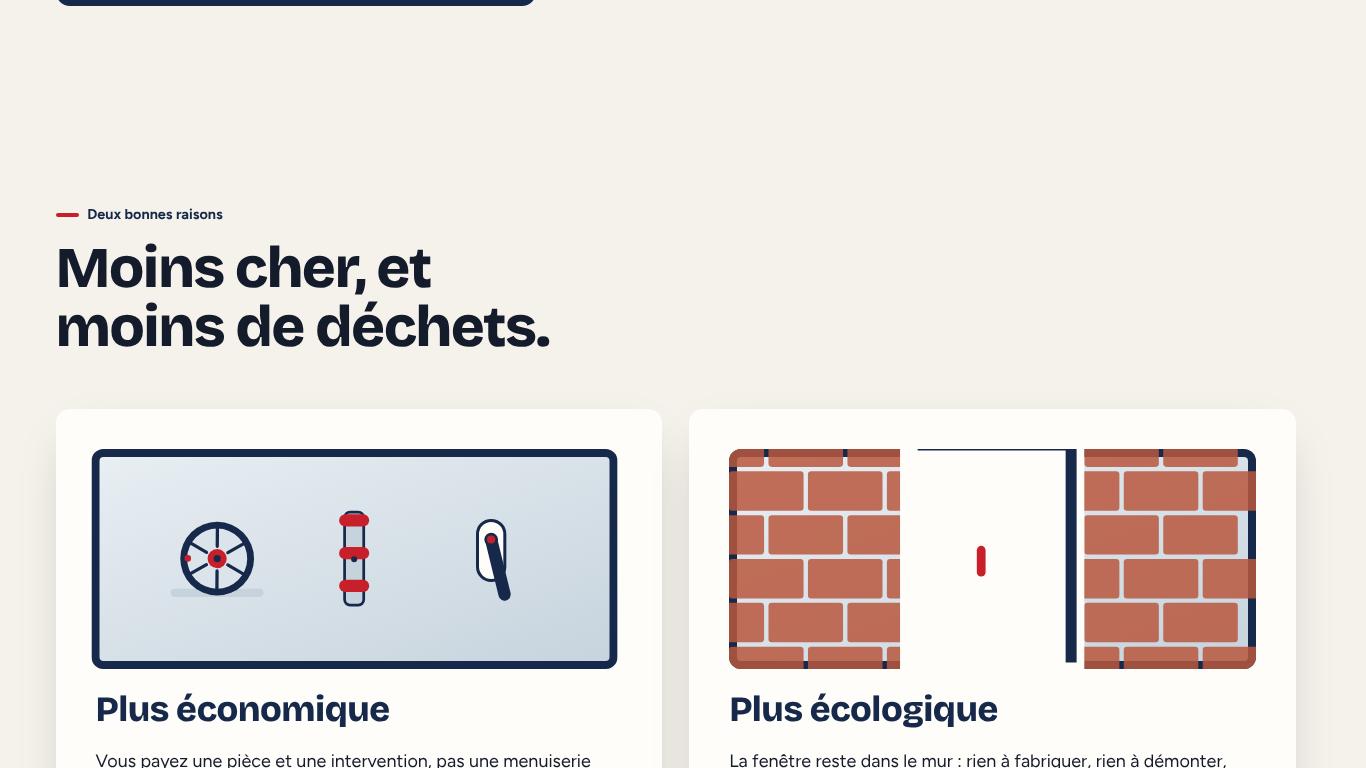 Deux bonnes raisons
Moins cher, et
moins de déchets.
Plus économique
Vous payez une pièce et une intervention, pas une menuiserie
Plus écologique
La fenêtre reste dans le mur : rien à fabriquer, rien à démonter,